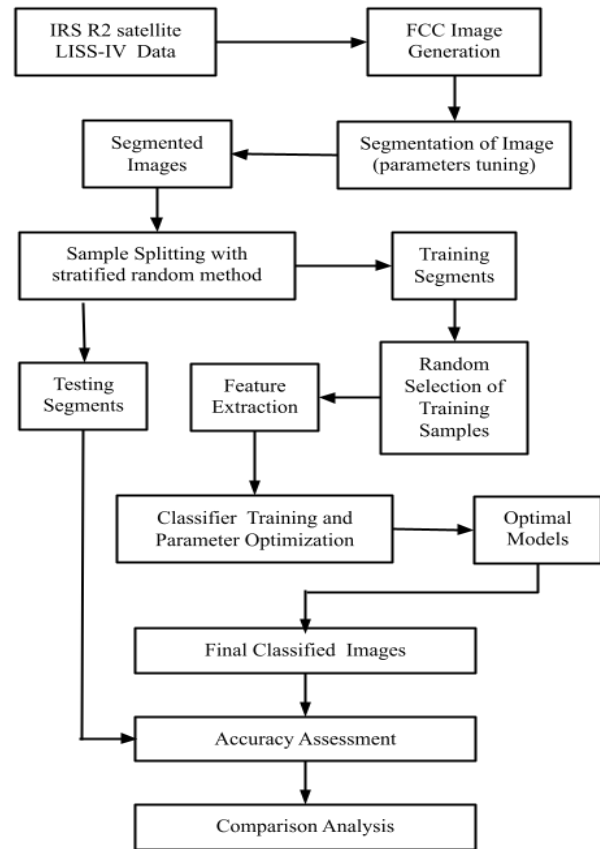 IRS R2 satellite
LISS-IV Data
FCC Image
Generation
Segmented
Images
Segmentation of Image
(parameters tuning)
Sample Splitting with
stratified random method
Training
Segments
Testing
Segments
Feature
Extraction
Random
Selection of
Training
Samples
Classifier Training and
Parameter Optimization
Optimal
Models
Final Classified Images
Accuracy Assessment
Comparison Analysis